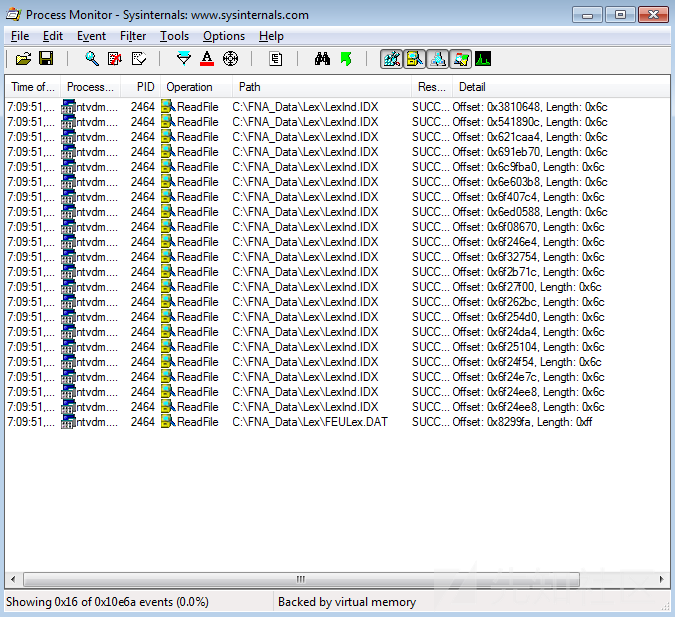 Process Monitor - Sysinternals: www.sysinternals.com
File Edit Event Filter Tools Options Help
Time of... Process... PID Operation Path Res... Detail
7:09:51,... ntvdm.... 2464 ReadFile C:\FNA_Data\Lex\LexInd.IDX SUCC... Offset: 0x3810648, Length: 0x6c
7:09:51,... ntvdm.... 2464 ReadFile C:\FNA_Data\Lex\LexInd.IDX SUCC... Offset: 0x541890c, Length: 0x6c
7:09:51,... ntvdm.... 2464 ReadFile C:\FNA_Data\Lex\LexInd.IDX SUCC... Offset: 0x621caa4, Length: 0x6c
7:09:51,... ntvdm.... 2464 ReadFile C:\FNA_Data\Lex\LexInd.IDX SUCC... Offset: 0x691eb70, Length: 0x6c
7:09:51,... ntvdm.... 2464 ReadFile C:\FNA_Data\Lex\LexInd.IDX SUCC... Offset: 0x6c9fba0, Length: 0x6c
7:09:51,... ntvdm.... 2464 ReadFile C:\FNA_Data\Lex\LexInd.IDX SUCC... Offset: 0x6e603b8, Length: 0x6c
7:09:51,... ntvdm.... 2464 ReadFile C:\FNA_Data\Lex\LexInd.IDX SUCC... Offset: 0x6f407c4, Length: 0x6c
7:09:51,... ntvdm.... 2464 ReadFile C:\FNA_Data\Lex\LexInd.IDX SUCC... Offset: 0x6ed0588, Length: 0x6c
7:09:51,... ntvdm.... 2464 ReadFile C:\FNA_Data\Lex\LexInd.IDX SUCC... Offset: 0x6f08670, Length: 0x6c
7:09:51,... ntvdm.... 2464 ReadFile C:\FNA_Data\Lex\LexInd.IDX SUCC... Offset: 0x6f246e4, Length: 0x6c
7:09:51,... ntvdm.... 2464 ReadFile C:\FNA_Data\Lex\LexInd.IDX SUCC... Offset: 0x6f32754, Length: 0x6c
7:09:51,... ntvdm.... 2464 ReadFile C:\FNA_Data\Lex\LexInd.IDX SUCC... Offset: 0x6f2b71c, Length: 0x6c
7:09:51,... ntvdm.... 2464 ReadFile C:\FNA_Data\Lex\LexInd.IDX SUCC... Offset: 0x6f27f00, Length: 0x6c
7:09:51,... ntvdm.... 2464 ReadFile C:\FNA_Data\Lex\LexInd.IDX SUCC... Offset: 0x6f262bc, Length: 0x6c
7:09:51,... ntvdm.... 2464 ReadFile C:\FNA_Data\Lex\LexInd.IDX SUCC... Offset: 0x6f254d0, Length: 0x6c
7:09:51,... ntvdm.... 2464 ReadFile C:\FNA_Data\Lex\LexInd.IDX SUCC... Offset: 0x6f24da4, Length: 0x6c
7:09:51,... ntvdm.... 2464 ReadFile C:\FNA_Data\Lex\LexInd.IDX SUCC... Offset: 0x6f25104, Length: 0x6c
7:09:51,... ntvdm.... 2464 ReadFile C:\FNA_Data\Lex\LexInd.IDX SUCC... Offset: 0x6f24f54, Length: 0x6c
7:09:51,... ntvdm.... 2464 ReadFile C:\FNA_Data\Lex\LexInd.IDX SUCC... Offset: 0x6f24e7c, Length: 0x6c
7:09:51,... ntvdm.... 2464 ReadFile C:\FNA_Data\Lex\LexInd.IDX SUCC... Offset: 0x6f24ee8, Length: 0x6c
7:09:51,... ntvdm.... 2464 ReadFile C:\FNA_Data\Lex\LexInd.IDX SUCC... Offset: 0x6f24ee8, Length: 0x6c
7:09:51,... ntvdm.... 2464 ReadFile C:\FNA_Data\Lex\FEULex.DAT SUCC... Offset: 0x8299fa, Length: 0xff
Showing 0x16 of 0x10e6a events (0.0%) Backed by virtual memory